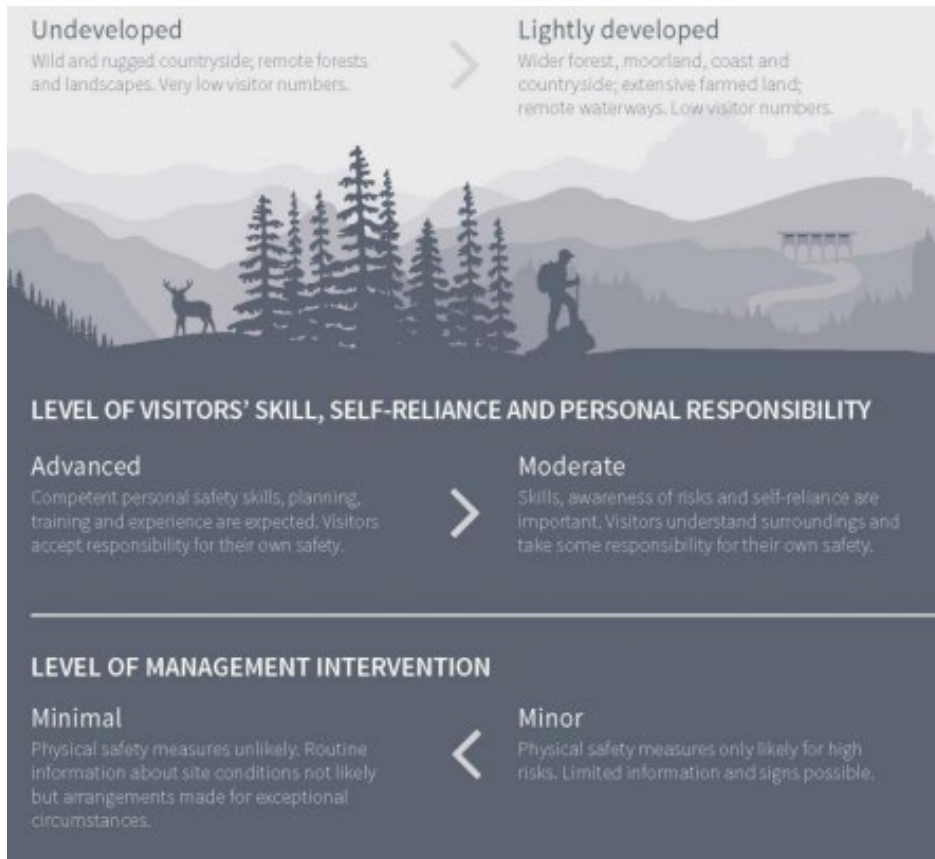 Undeveloped
Wild and rugged countryside; remote forests
and landscapes. Very low visitor numbers.
Lightly developed
Wider forest, moorland, coast and
countryside; extensive farmed land;
remote waterways. Low visitor numbers.
LEVEL OF VISITORS’ SKILL, SELF-RELIANCE AND PERSONAL RESPONSIBILITY
Advanced
Competent personal safety skills, planning,
training and experience are expected. Visitors
accept responsibility for their own safety.
Moderate
Skills, awareness of risks and self-reliance are
important. Visitors understand surroundings and
take some responsibility for their own safety.
LEVEL OF MANAGEMENT INTERVENTION
Minimal
Physical safety measures unlikely. Routine
information about site conditions not likely
but arrangements made for exceptional
circumstances.
Minor
Physical safety measures only likely for high
risks. Limited information and signs possible.